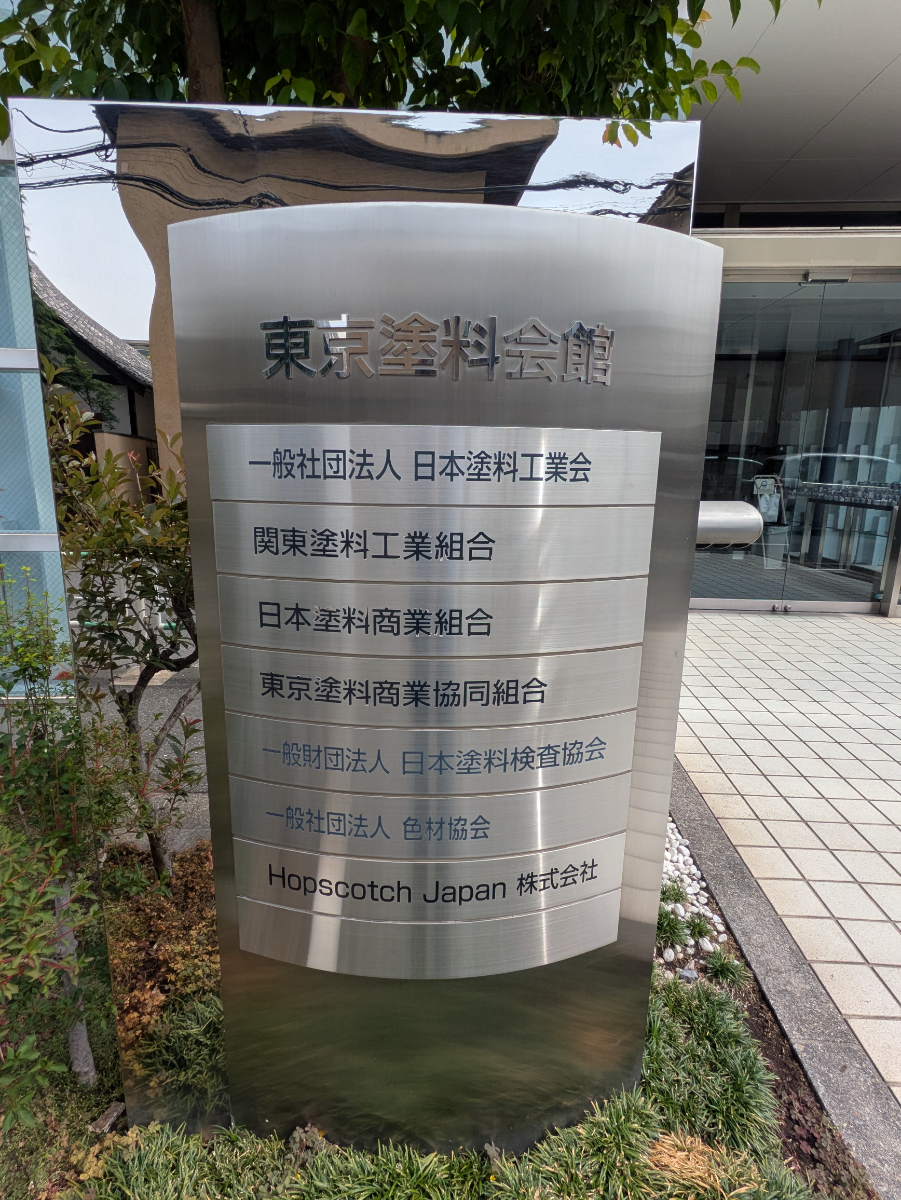 東京塗料会館
一般社団法人 日本塗料工業会
関東塗料工業組合
日本塗料商業組合
東京塗料商業協同組合
一般財団法人 日本塗料検査協会
一般社団法人 色材協会
Hopscotch Japan 株式会社